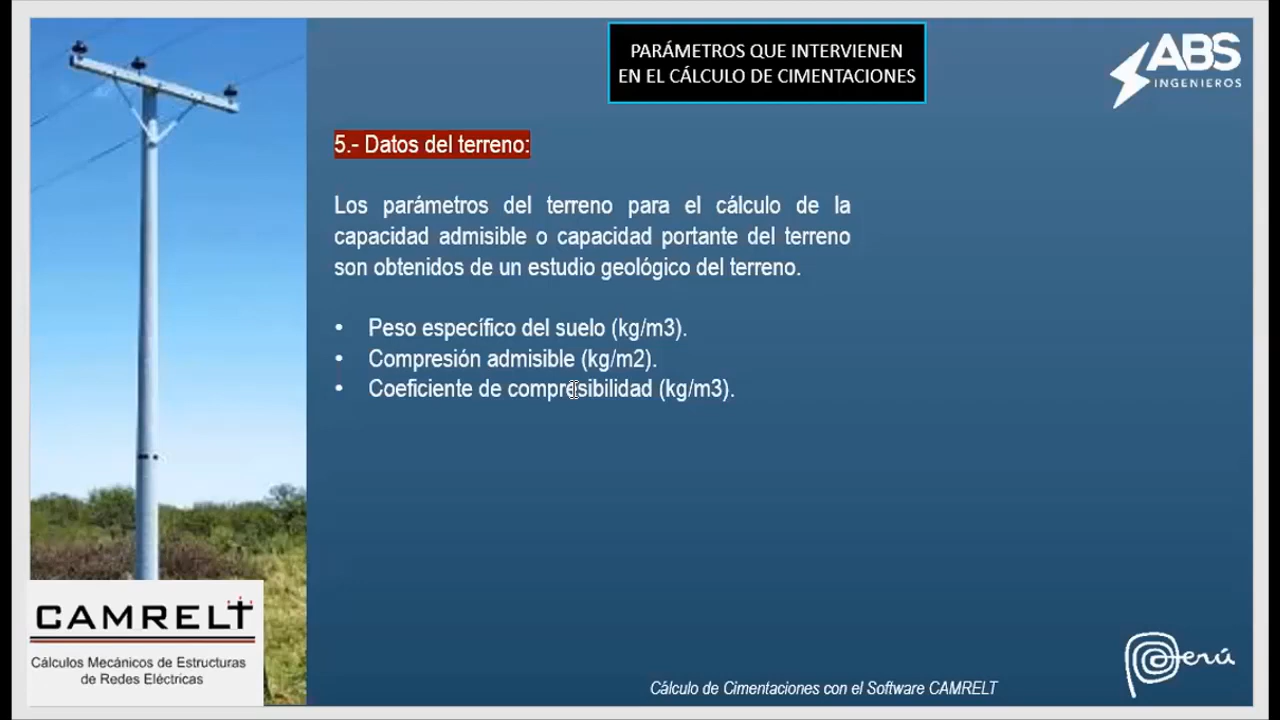 PARÁMETROS QUE INTERVIENEN
EN EL CÁLCULO DE CIMENTACIONES
ABS
INGENIEROS
5.- Datos del terreno:
Los parámetros del terreno para el cálculo de la
capacidad admisible o capacidad portante del terreno
son obtenidos de un estudio geológico del terreno.
• Peso específico del suelo (kg/m3).
• Compresión admisible (kg/m2).
• Coeficiente de compresibilidad (kg/m3).
CAMRELT
Cálculos Mecánicos de Estructuras
de Redes Eléctricas
Perú
Cálculo de Cimentaciones con el Software CAMRELT